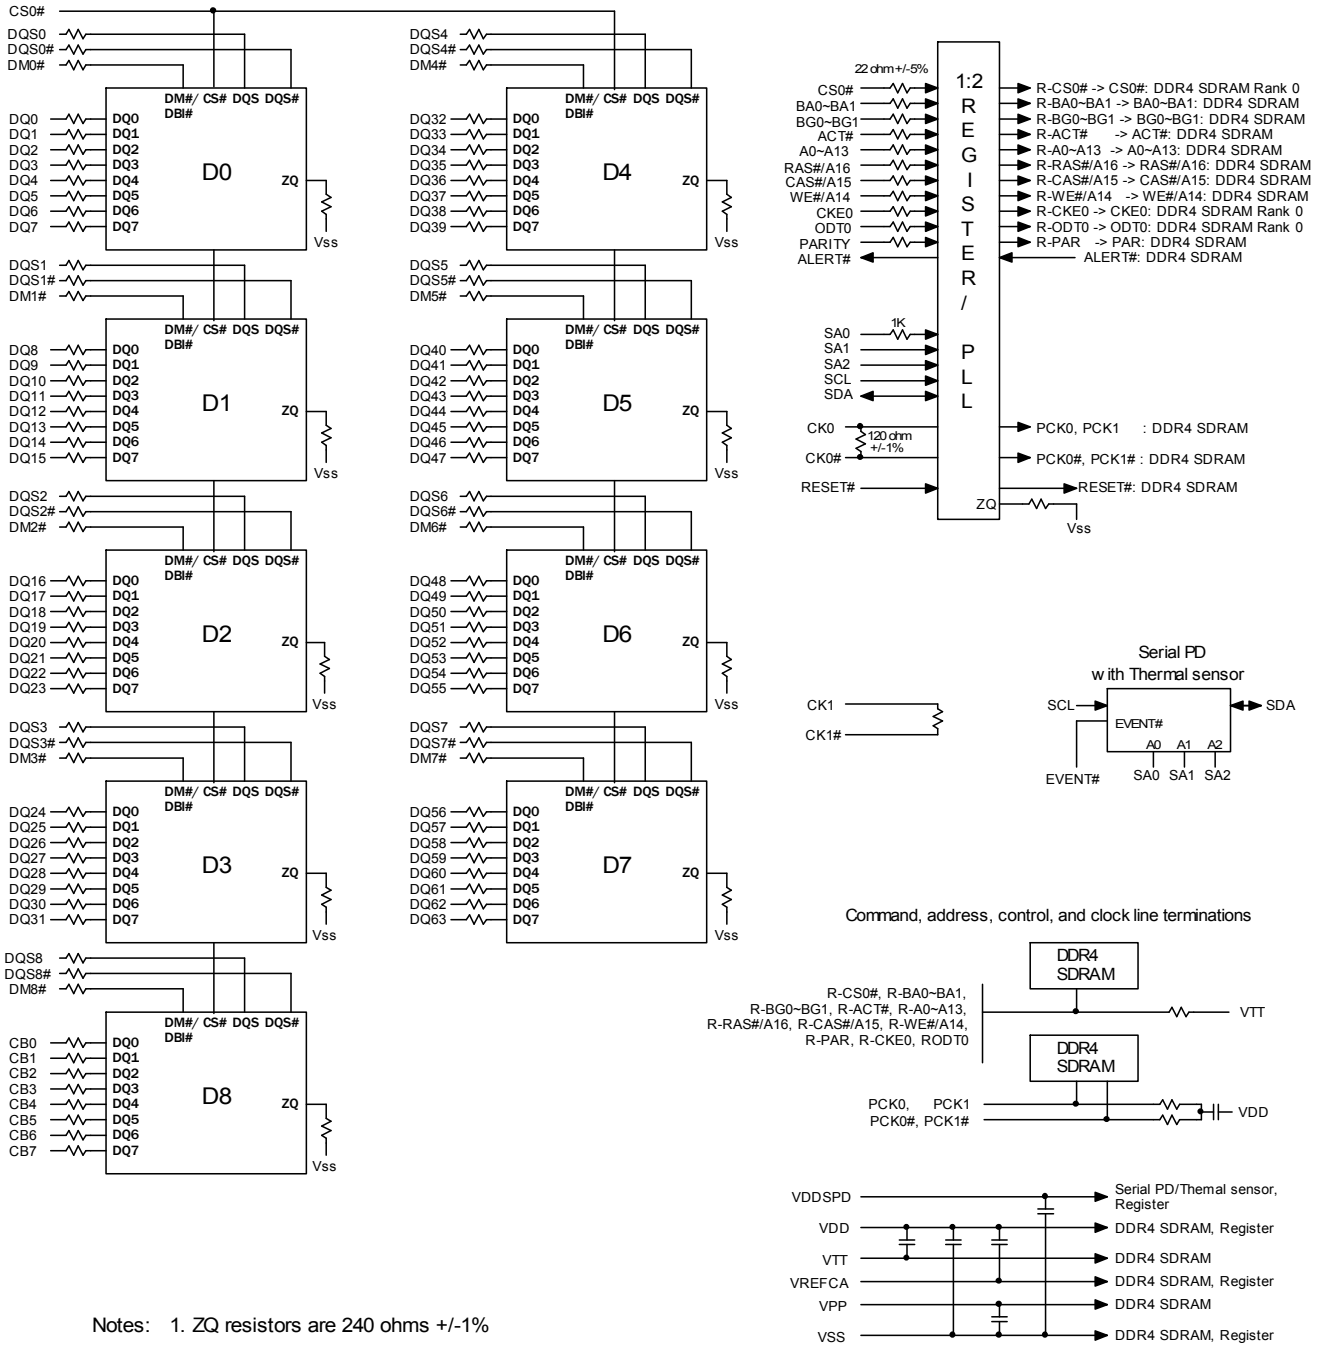 CS0#
DQS0
DQS0#
DM0#
DM#/ CS# DQS DQS#
DBI#
DQ0 DQ0
DQ1 DQ1
DQ2 DQ2
DQ3 DQ3
DQ4 DQ4
DQ5 DQ5
DQ6 DQ6
DQ7 DQ7
D0
ZQ
Vss
DQS1
DQS1#
DM1#
DM#/ CS# DQS DQS#
DBI#
DQ8 DQ0
DQ9 DQ1
DQ10 DQ2
DQ11 DQ3
DQ12 DQ4
DQ13 DQ5
DQ14 DQ6
DQ15 DQ7
D1
ZQ
Vss
DQS2
DQS2#
DM2#
DM#/ CS# DQS DQS#
DBI#
DQ16 DQ0
DQ17 DQ1
DQ18 DQ2
DQ19 DQ3
DQ20 DQ4
DQ21 DQ5
DQ22 DQ6
DQ23 DQ7
D2
ZQ
Vss
DQS3
DQS3#
DM3#
DM#/ CS# DQS DQS#
DBI#
DQ24 DQ0
DQ25 DQ1
DQ26 DQ2
DQ27 DQ3
DQ28 DQ4
DQ29 DQ5
DQ30 DQ6
DQ31 DQ7
D3
ZQ
Vss
DQS8
DQS8#
DM8#
DM#/ CS# DQS DQS#
DBI#
CB0 DQ0
CB1 DQ1
CB2 DQ2
CB3 DQ3
CB4 DQ4
CB5 DQ5
CB6 DQ6
CB7 DQ7
D8
ZQ
Vss
DQS4
DQS4#
DM4#
DM#/ CS# DQS DQS#
DBI#
DQ32 DQ0
DQ33 DQ1
DQ34 DQ2
DQ35 DQ3
DQ36 DQ4
DQ37 DQ5
DQ38 DQ6
DQ39 DQ7
D4
ZQ
Vss
DQS5
DQS5#
DM5#
DM#/ CS# DQS DQS#
DBI#
DQ40 DQ0
DQ41 DQ1
DQ42 DQ2
DQ43 DQ3
DQ44 DQ4
DQ45 DQ5
DQ46 DQ6
DQ47 DQ7
D5
ZQ
Vss
DQS6
DQS6#
DM6#
DM#/ CS# DQS DQS#
DBI#
DQ48 DQ0
DQ49 DQ1
DQ50 DQ2
DQ51 DQ3
DQ52 DQ4
DQ53 DQ5
DQ54 DQ6
DQ55 DQ7
D6
ZQ
Vss
DQS7
DQS7#
DM7#
DM#/ CS# DQS DQS#
DBI#
DQ56 DQ0
DQ57 DQ1
DQ58 DQ2
DQ59 DQ3
DQ60 DQ4
DQ61 DQ5
DQ62 DQ6
DQ63 DQ7
D7
ZQ
Vss
22 ohm +/-5%
1:2
REGISTER/
PLL
CS0# R-CS0# -> CS0#: DDR4 SDRAM Rank 0
BA0~BA1 R-BA0~BA1 -> BA0~BA1: DDR4 SDRAM
BG0~BG1 R-BG0~BG1 -> BG0~BG1: DDR4 SDRAM
ACT# R-ACT# -> ACT#: DDR4 SDRAM
A0~A13 R-A0~A13 -> A0~A13: DDR4 SDRAM
RAS#/A16 R-RAS#/A16 -> RAS#/A16: DDR4 SDRAM
CAS#/A15 R-CAS#/A15 -> CAS#/A15: DDR4 SDRAM
WE#/A14 R-WE#/A14 -> WE#/A14: DDR4 SDRAM
CKE0 R-CKE0 -> CKE0: DDR4 SDRAM Rank 0
ODT0 R-ODT0 -> ODT0: DDR4 SDRAM Rank 0
PARITY R-PAR -> PAR: DDR4 SDRAM
ALERT# ALERT#: DDR4 SDRAM
SA0 1K
SA1
SA2
SCL
SDA
CK0 PCK0, PCK1 : DDR4 SDRAM
120 ohm
+/-1%
CK0# PCK0#, PCK1# : DDR4 SDRAM
RESET# RESET#: DDR4 SDRAM
ZQ
Vss
CK1
CK1#
Serial PD
with Thermal sensor
SCL SDA
EVENT#
A0 A1 A2
EVENT# SA0 SA1 SA2
Command, address, control, and clock line terminations
DDR4
SDRAM
R-CS0#, R-BA0~BA1,
R-BG0~BG1, R-ACT#, R-A0~A13,
R-RAS#/A16, R-CAS#/A15, R-WE#/A14,
R-PAR, R-CKE0, RODT0
VTT
DDR4
SDRAM
PCK0, PCK1
PCK0#, PCK1#
VDD
VDDSPD Serial PD/Themal sensor,
Register
VDD DDR4 SDRAM, Register
VTT DDR4 SDRAM
VREFCA DDR4 SDRAM, Register
VPP DDR4 SDRAM
VSS DDR4 SDRAM, Register
Notes: 1. ZQ resistors are 240 ohms +/-1%